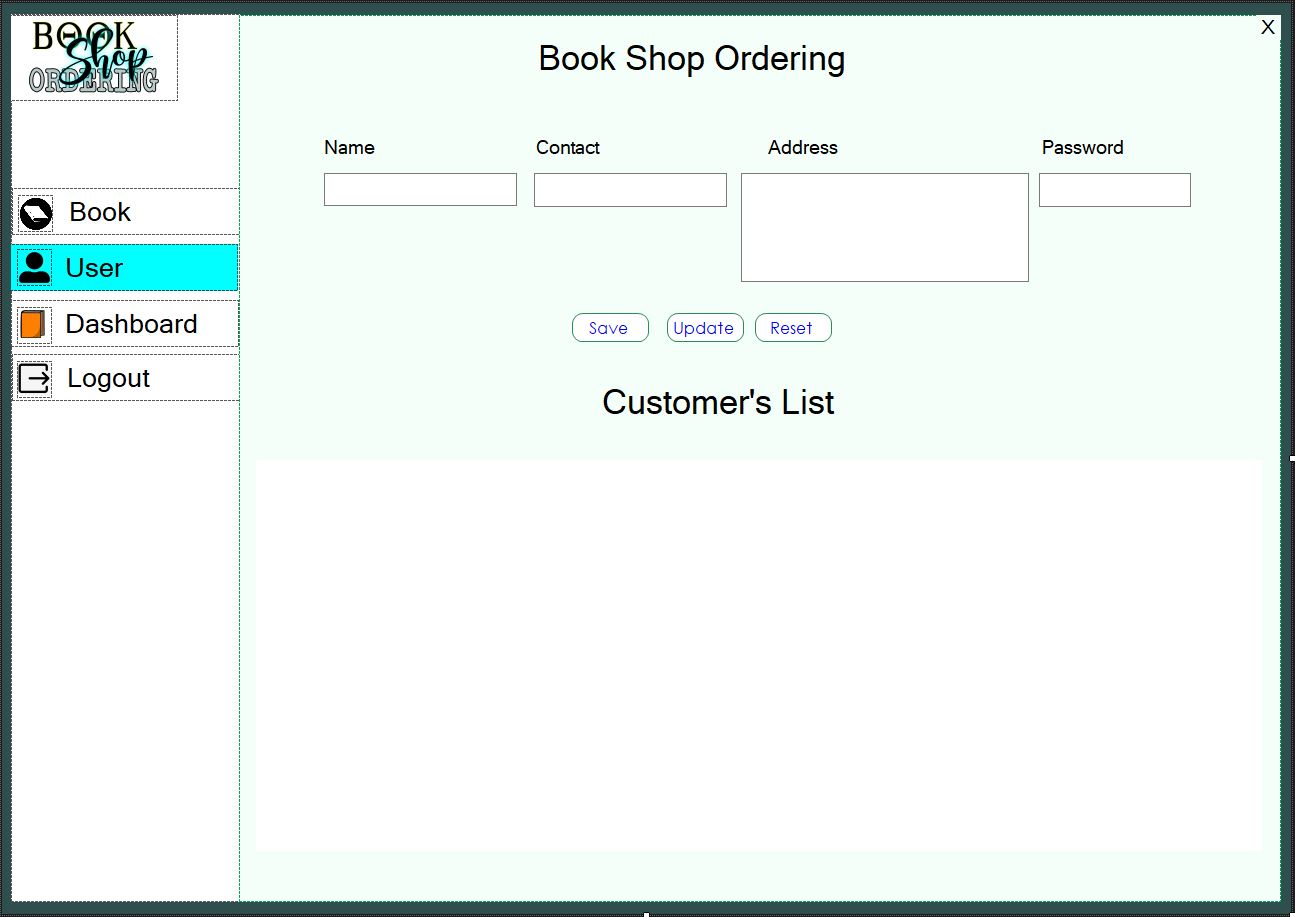 BOOK
Shop
ORDERING
X
Book Shop Ordering
Name Contact Address Password
Book
User
Dashboard
Logout
Save Update Reset
Customer's List